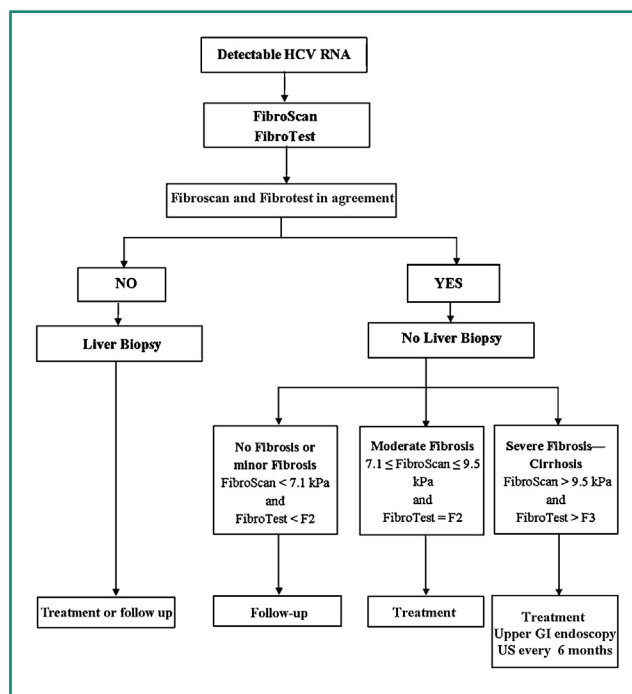 Detectable HCV RNA
FibroScan
FibroTest
Fibroscan and Fibrotest in agreement
NO
YES
Liver Biopsy
No Liver Biopsy
No Fibrosis or
minor Fibrosis
FibroScan < 7.1 kPa
and
FibroTest < F2
Moderate Fibrosis
7.1 ≤ FibroScan ≤ 9.5
kPa
and
FibroTest = F2
Severe Fibrosis—
Cirrhosis
FibroScan > 9.5 kPa
and
FibroTest > F3
Treatment or follow up
Follow-up
Treatment
Treatment
Upper GI endoscopy
US every 6 months